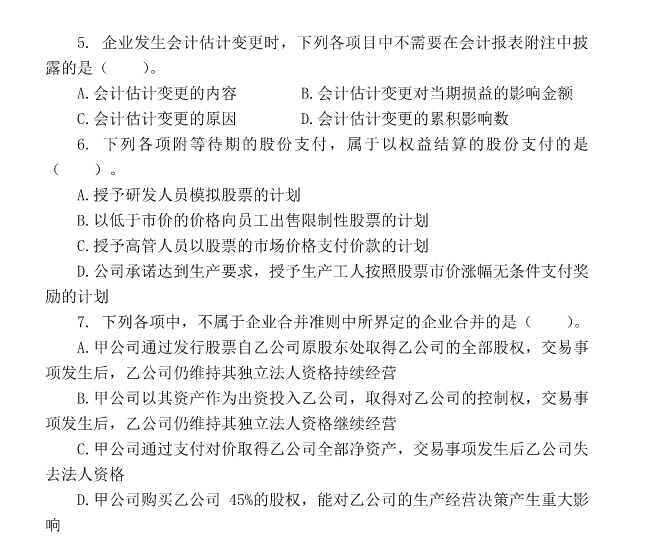 5. 企业发生会计估计变更时，下列各项目中不需要在会计报表附注中披
露的是（　　）。
A.会计估计变更的内容　　　　B.会计估计变更对当期损益的影响金额
C.会计估计变更的原因　　　　D.会计估计变更的累积影响数
6. 下列各项附等待期的股份支付，属于以权益结算的股份支付的是
（　　）。
A.授予研发人员模拟股票的计划
B.以低于市价的价格向员工出售限制性股票的计划
C.授予高管人员以股票的市场价格支付价款的计划
D.公司承诺达到生产要求，授予生产工人按照股票市价涨幅无条件支付奖
励的计划
7. 下列各项中，不属于企业合并准则中所界定的企业合并的是（　　）。
A.甲公司通过发行股票自乙公司原股东处取得乙公司的全部股权，交易事
项发生后，乙公司仍维持其独立法人资格持续经营
B.甲公司以其资产作为出资投入乙公司，取得对乙公司的控制权，交易事
项发生后，乙公司仍维持其独立法人资格继续经营
C.甲公司通过支付对价取得乙公司全部净资产，交易事项发生后乙公司失
去法人资格
D.甲公司购买乙公司 45%的股权，能对乙公司的生产经营决策产生重大影
响